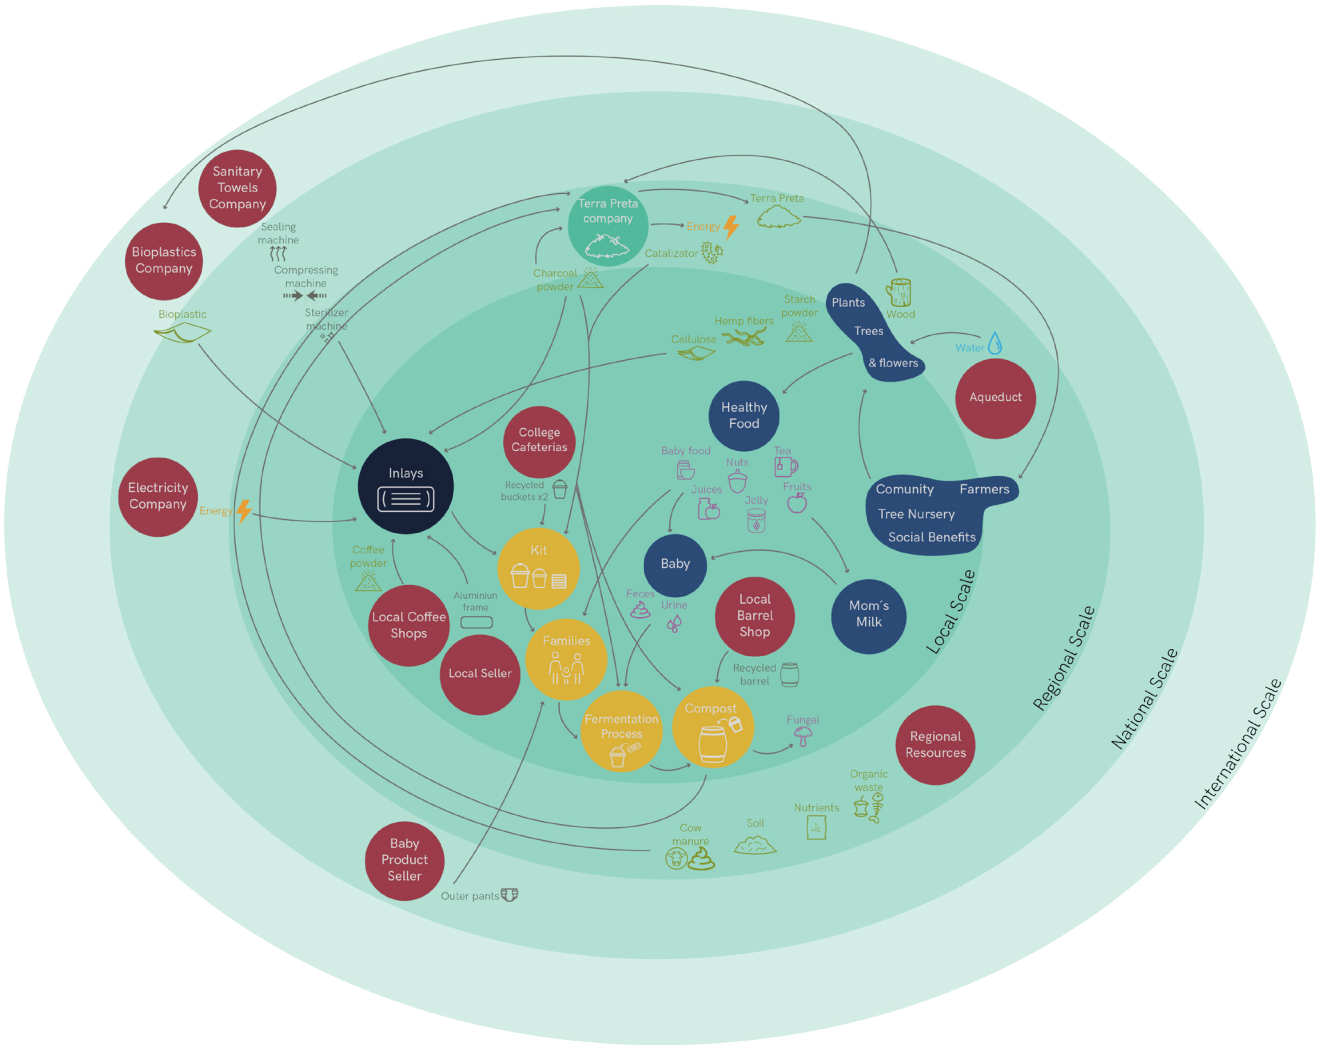 Sanitary
Towels
Company
Sealing
machine
Bioplastics
Company
Compressing
machine
Bioplastic
Sterilizer
machine
Terra Preta
company
Terra Preta
Energy
Catalizator
Charcoal
powder
Starch
powder
Hemp fibers
Cellulose
Plants
Trees
& flowers
Wood
Water
Aqueduct
Healthy
Food
College
Cafeterias
Recycled
buckets x2
Inlays
Electricity
Company
Energy
Baby food
Nuts
Tea
Juices
Jelly
Fruits
Comunity
Farmers
Tree Nursery
Social Benefits
Coffee
powder
Kit
Baby
Aluminiun
frame
Local Coffee
Shops
Local Seller
Families
Feces
Urine
Local
Barrel
Shop
Mom´s
Milk
Recycled
barrel
Fermentation
Process
Compost
Fungai
Regional
Resources
Organic
waste
Nutrients
Soil
Cow
manure
Baby
Product
Seller
Outer pants
Local Scale
Regional Scale
National Scale
International Scale